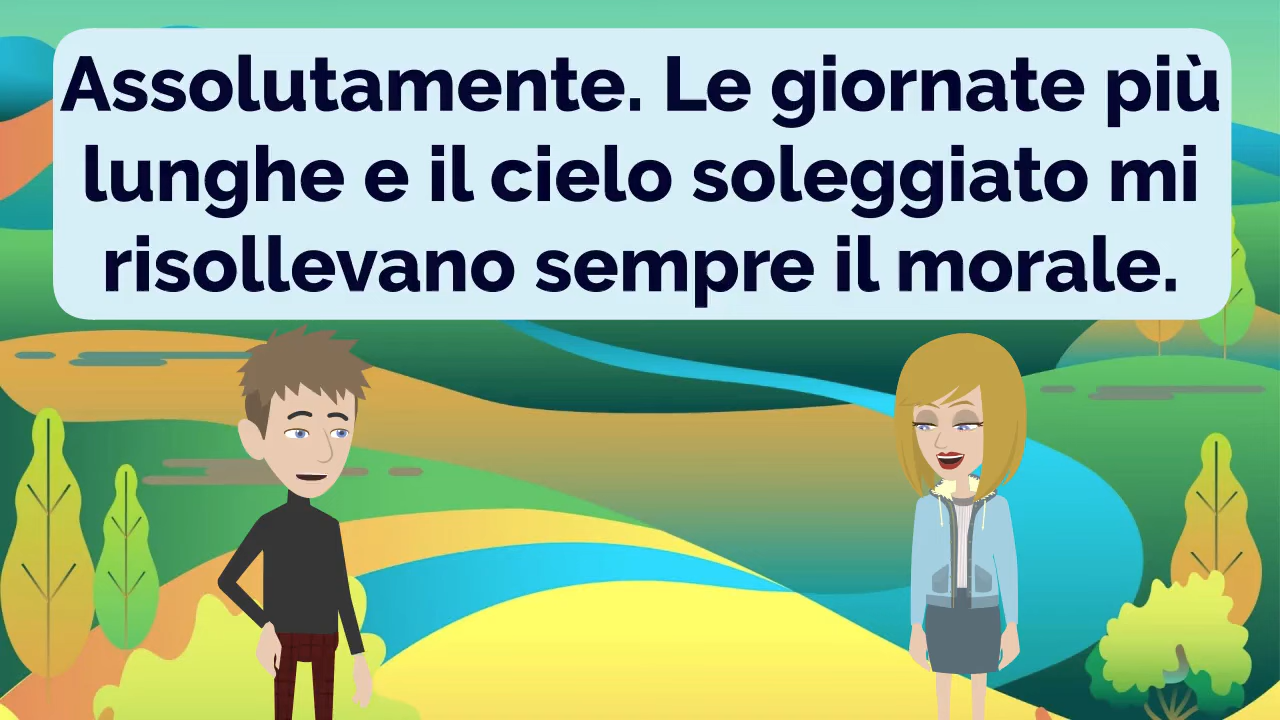 Assolutamente. Le giornate più
lunghe e il cielo soleggiato mi
risollevano sempre il morale.